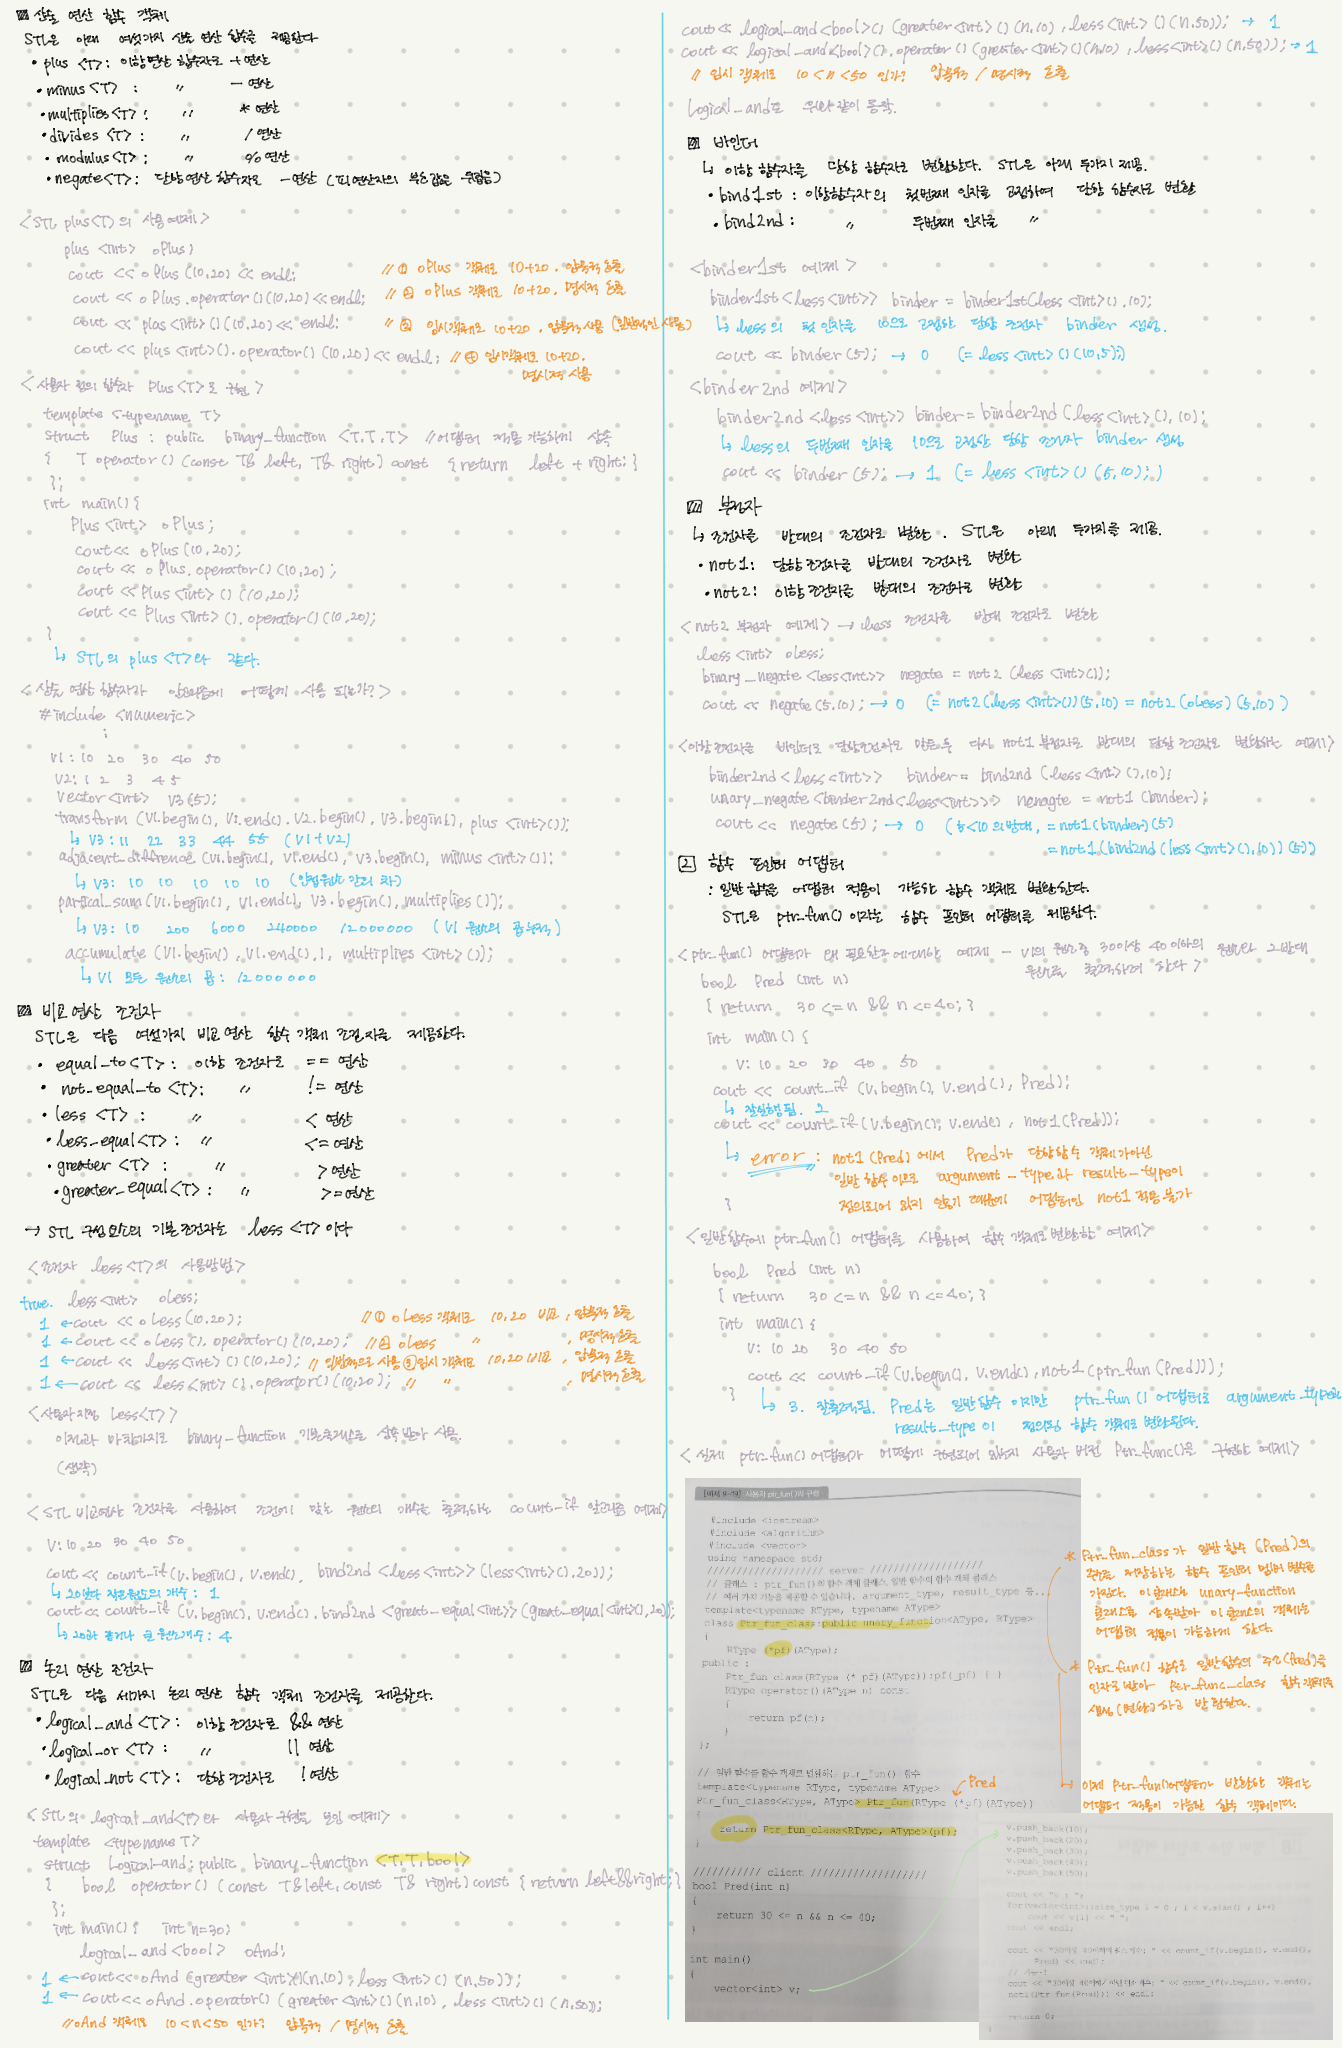 산술 연산 함수 객체
STL은 아래 여섯가지 산술 연산 함수를 제공한다
• plus <T> : 이항 연산 함수자로 + 연산
• minus <T> : 〃 - 연산
• multiplies <T> : 〃 * 연산
• divides <T> : 〃 / 연산
• modulus <T> : 〃 % 연산
• negate <T> : 단항 연산 함수자로 - 연산 (피연산자의 부호값을 뒤집음)
<STL plus<T>의 사용 예제>
plus <int> oPlus;
cout << oPlus (10,20) << endl; // ① oPlus 객체로 10+20, 암묵적 호출
cout << oPlus.operator()(10,20) << endl; // ② oPlus 객체로 10+20, 명시적 호출
cout << plus<int>()(10,20) << endl; // ③ 임시객체로 10+20, 암묵적 사용 (일반적인 사용)
cout << plus <int>().operator()(10,20) << endl; // ④ 임시객체로 10+20,
명시적 사용
<사용자 정의 함수자 Plus<T>로 구현>
template <typename T>
struct Plus : public binary_function <T,T,T> //어댑터 적용 가능하게 상속
{ T operator() (const T& left, T& right) const {return left + right; }
};
int main() {
Plus <int> oPlus;
cout << oPlus(10,20);
cout << oPlus.operator()(10,20);
cout << Plus<int>()(10,20);
cout << Plus<int>().operator()(10,20);
}
↳ STL의 plus<T>와 같다.
<산술 연산 함수자가 알고리즘에 어떻게 사용 되는가?>
#include <numeric>
:
V1: 10 20 30 40 50
V2: 1 2 3 4 5
vector<int> V3(5);
transform (V1.begin(), V1.end(), V2.begin(), V3.begin(), plus <int>());
↳ V3: 11 22 33 44 55 (V1+V2)
adjacent_difference (V1.begin(), V1.end(), V3.begin(), minus <int>());
↳ V3: 10 10 10 10 10 (인접원소 간의 차)
partical_sum (V1.begin(), V1.end(), V3.begin(), multiplies());
↳ V3: 10 200 6000 240000 12000000 (V1 원소의 곱 누적)
accumulate (V1.begin(), V1.end(), 1, multiplies <int>());
↳ V1 모든 원소의 곱: 12000000
비교 연산 조건자
STL은 다음 여섯가지 비교 연산 함수 객체 조건자를 제공한다.
• equal_to <T> : 이항 조건자로 == 연산
• not_equal_to <T> : 〃 != 연산
• less <T> : 〃 < 연산
• less_equal <T> : 〃 <= 연산
• greater <T> : 〃 > 연산
• greater_equal <T> : 〃 >= 연산
→ STL 구성 요소의 기본 조건자는 less <T> 이다
<조건자 less<T>의 사용방법>
true. less<int> oless;
1 ← cout << oless(10,20); // ① oless 객체로 10,20 비교, 암묵적 호출
1 ← cout << oless().operator()(10,20); // ② oless 〃 , 명시적 호출
1 ← cout << less<int>()(10,20); // 일반적으로 사용 ③ 임시 객체로 10,20 비교, 암묵적 호출
1 ← cout << less<int>().operator()(10,20); // 〃 , 명시적 호출
<사용자 지정 less<T>>
이전과 마찬가지로 binary_function 기본 클래스로 상속 받아 사용.
(생략)
<STL 비교연산 조건자를 사용하여 조건에 맞는 원소의 개수를 출력하는 count_if 알고리즘 예제>
V: 10 20 30 40 50
cout << count_if(v.begin(), v.end(), bind2nd <less<int>>(less<int>(),20));
↳ 20보다 작은 원소의 개수 : 1
cout << count_if (v.begin(), v.end(), bind2nd <great_equal<int>>(great_equal<int>(),20));
↳ 20과 같거나 큰 원소 개수 : 4
논리 연산 조건자
STL은 다음 세가지 논리 연산 함수 객체 조건자를 제공한다.
• logical_and <T> : 이항 조건자로 && 연산
• logical_or <T> : 〃 || 연산
• logical_not <T> : 단항 조건자로 ! 연산
<STL의 logical_and<T>와 사용자 구현을 보인 예제>
template <typename T>
struct Logical_and : public binary_function <T,T,bool>
{ bool operator() (const T& left, const T& right) const {return left&&right;}
};
int main() { int n=30;
logical_and <bool> oAnd;
1 ← cout << oAnd (greater <int>()(n,10), less <int>()(n,50));
1 ← cout << oAnd.operator() (greater <int>()(n,10), less <int>()(n,50));
//oAnd 객체로 10<n<50 인가? 암묵적 / 명시적 호출
cout << logical_and<bool>() (greater<int>()(n,10), less<int>()(n,50)); → 1
cout << logical_and<bool>().operator() (greater<int>()(n,10), less<int>()(n,50)); → 1
// 임시 객체로 10<n<50 인가? 암묵적 / 명시적 호출
Logical_and도 위와 같이 동작.
바인더
↳ 이항 함수자를 단항 함수자로 변환한다. STL은 아래 두가지 제공.
• bind1st : 이항함수자의 첫번째 인자를 고정하여 단항 함수자로 변환
• bind2nd : 〃 두번째 인자를 〃
<binder1st 예제>
binder1st<less<int>> binder = binder1st(less<int>(),10);
↳ less의 첫 인자를 10으로 고정한 단항 조건자 binder 생성.
cout << binder(5); → 0 (= less<int>()(10,5);)
<binder2nd 예제>
binder2nd <less<int>> binder = binder2nd (less<int>(),10);
↳ less의 두번째 인자를 10으로 고정한 단항 조건자 binder 생성
cout << binder (5); → 1 (= less <int>()(5,10);)
부정자
↳ 조건자를 반대의 조건자로 변환. STL은 아래 두가지를 제공.
• not1 : 단항 조건자를 반대의 조건자로 변환
• not2 : 이항 조건자를 반대의 조건자로 변환
<not2 부정자 예제> → less 조건자를 반대 조건자로 변환
less<int> oless;
binary_negate <less<int>> negate = not2 (less<int>());
cout << negate(5,10); → 0 (= not2(less<int>())(5,10) = not2(oless)(5,10))
<이항조건자를 바인더로 단항조건자로 만든 후 다시 not1 부정자로 반대의 단항 조건자로 변환하는 예제>
binder2nd<less<int>> binder = bind2nd (less<int>(),10);
unary_negate<binder2nd<less<int>>> nenagte = not1 (binder);
cout << negate(5); → 0 (5<10의 반대, = not1(binder)(5)
= not1(bind2nd(less<int>(),10))(5))
2 함수 포인터 어댑터
: 일반 함수를 어댑터 적용이 가능한 함수 객체로 변환한다.
STL은 ptr_fun() 이라는 함수 포인터 어댑터를 제공한다.
<ptr_fun() 어댑터가 왜 필요한지에 대한 예제 - V1의 원소 중 30이상 40이하의 원소와 그 반대
원소를 출력하려 한다>
bool Pred (int n)
{ return 30 <= n && n <= 40; }
int main() {
V: 10 20 30 40 50
cout << count_if (v.begin(), v.end(), Pred);
↳ 잘 실행됨. 2
cout << count_if (v.begin(), v.end(), not1(Pred));
↳ error : not1(Pred)에서 Pred가 단항함수 객체가 아닌
일반 함수이므로 argument_type과 result_type이
정의되어 있지 않기 때문에 어댑터인 not1 적용 불가
}
<일반함수에 ptr_fun() 어댑터를 사용하여 함수 객체로 변환한 예제>
bool Pred (int n)
{ return 30 <= n && n <= 40; }
int main() {
V: 10 20 30 40 50
cout << count_if(v.begin(), v.end(), not1(ptr_fun(Pred)));
} ↳ 3. 잘 출력됨. Pred는 일반 함수 이지만 ptr_fun() 어댑터로 argument_type과
result_type이 정의된 함수 객체로 변환된다.
<실제 ptr_fun() 어댑터가 어떻게 구현되어 있는지 사용자 버전 Ptr_func()을 구현한 예제>
[예제 9-19] 사용자 ptr_fun()의 구현
#include <iostream>
#include <algorithm>
#include <vector>
using namespace std;
//////////////////// server ////////////////////
// 클래스 : ptr_fun()의 함수 객체 클래스, 일반 함수의 함수 객체 클래스
// 여러 가지 기능을 제공할 수 있습니다. argument_type, result_type 등...
template<typename RType, typename AType>
class Ptr_fun_class:public unary_function<AType, RType>
{
RType (*pf)(AType);
public :
Ptr_fun_class(RType (*_pf)(AType)):pf(_pf) { }
RType operator()(AType n) const
{
return pf(n);
}
};
// 일반 함수를 함수 객체로 변환하는 ptr_fun() 함수
template<typename RType, typename AType>
Ptr_fun_class<RType, AType> Ptr_fun(RType (*pf)(AType)) ← Pred
{
return Ptr_fun_class<RType, AType>(pf);
}
/////////// client ////////////////////
bool Pred(int n)
{
return 30 <= n && n <= 40;
}
int main()
{
vector<int> v;
* Ptr_fun_class가 일반 함수 (Pred)의
주소를 저장하는 함수 포인터 멤버 변수를
가진다. 이 클래스는 unary_function
클래스를 상속받아 이 클래스의 객체는
어댑터 적용이 가능하게 한다.
* Ptr_fun() 함수로 일반 함수의 주소(Pred)를
인자로 받아 Ptr_func_class 함수 객체를
생성(변환)하고 반환한다.
↳ 이제 Ptr_fun()어댑터가 반환한 객체는
어댑터 적용이 가능한 함수 객체이다.
v.push_back(10);
v.push_back(20);
v.push_back(30);
v.push_back(40);
v.push_back(50);
cout << "v : ";
for(vector<int>::size_type i = 0 ; i < v.size() ; i++)
cout << v[i] << " ";
cout << endl;
cout << "30이상 40이하의 원소 개수: " << count_if(v.begin(), v.end(),
Pred) << endl;
cout << count_if(v.begin(), v.end(),
not1(Ptr_fun(Pred))) << endl;
return 0;
}